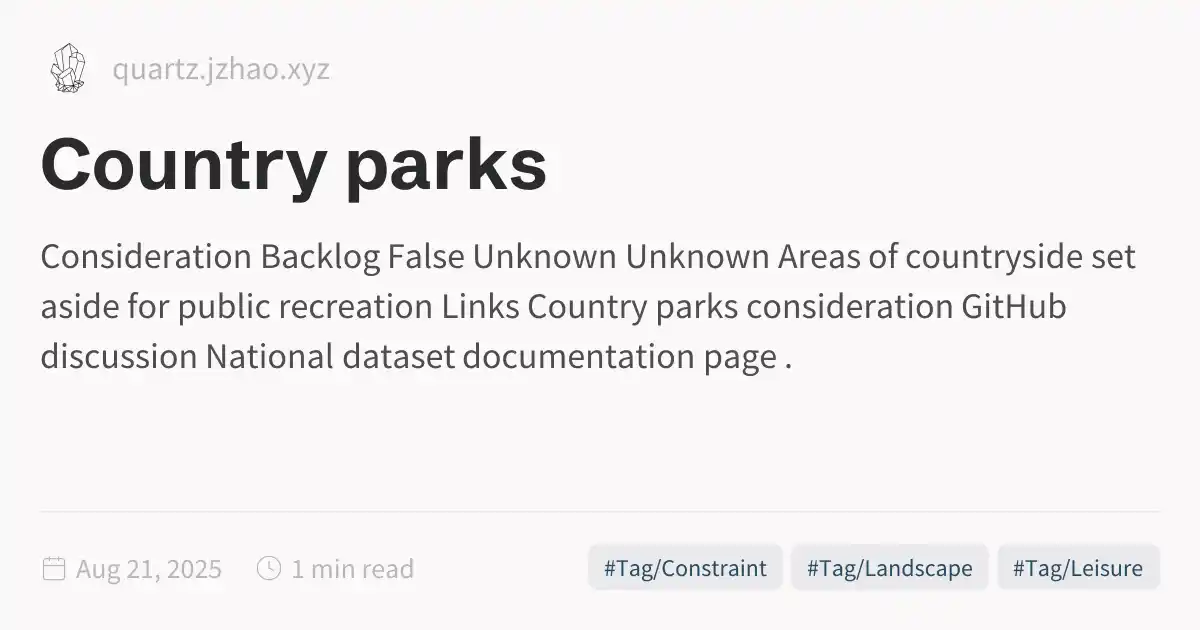 quartz.jzhao.xyz
Country parks
Consideration Backlog False Unknown Unknown Areas of countryside set
aside for public recreation Links Country parks consideration GitHub
discussion National dataset documentation page .
Aug 21, 2025 1 min read #Tag/Constraint #Tag/Landscape #Tag/Leisure